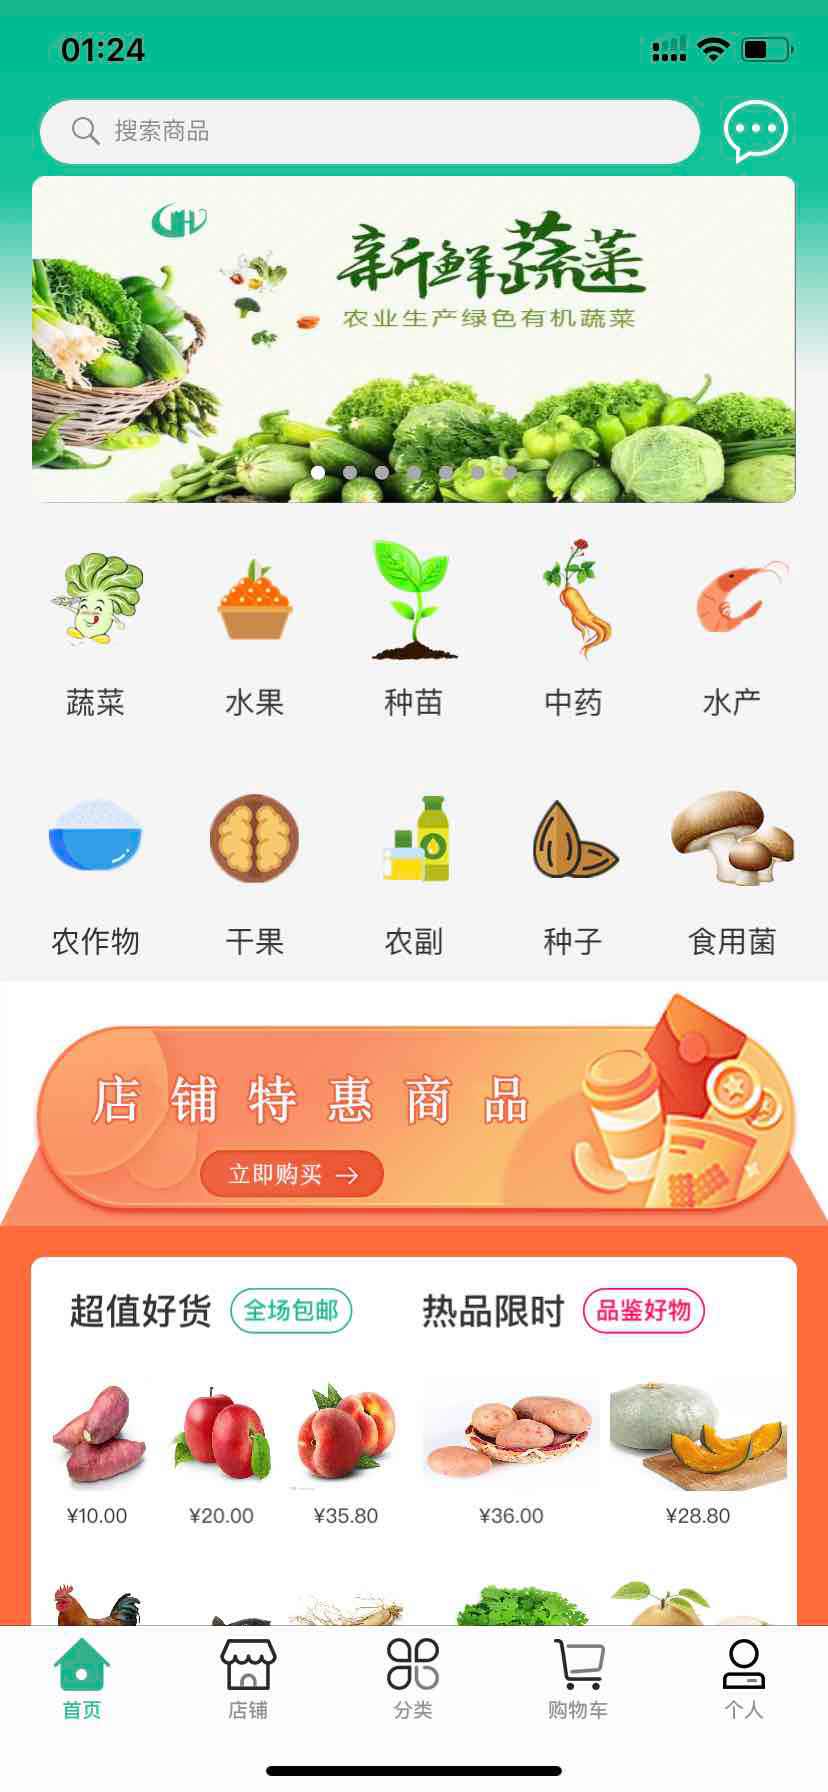 01:24
搜索商品
新鲜蔬菜
农业生产绿色有机蔬菜
蔬菜
水果
种苗
中药
水产
农作物
干果
农副
种子
食用菌
店铺特惠商品
立即购买 →
超值好货 全场包邮
热品限时 品鉴好物
¥10.00
¥20.00
¥35.80
¥36.00
¥28.80
首页
店铺
分类
购物车
个人